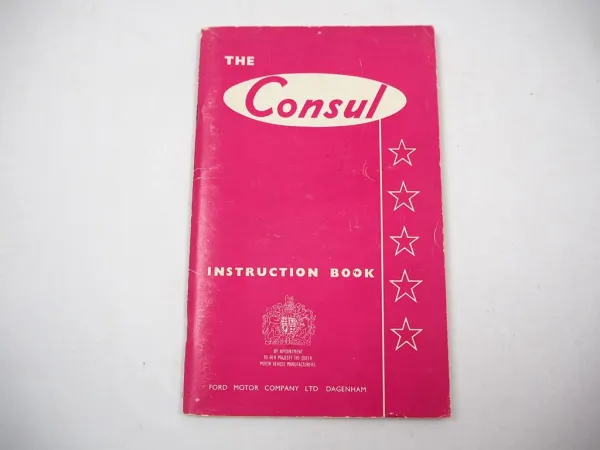 THE
Consul
INSTRUCTION BOOK
BY APPOINTMENT
TO HER MAJESTY THE QUEEN
MOTOR VEHICLE MANUFACTURERS
FORD MOTOR COMPANY LTD DAGENHAM